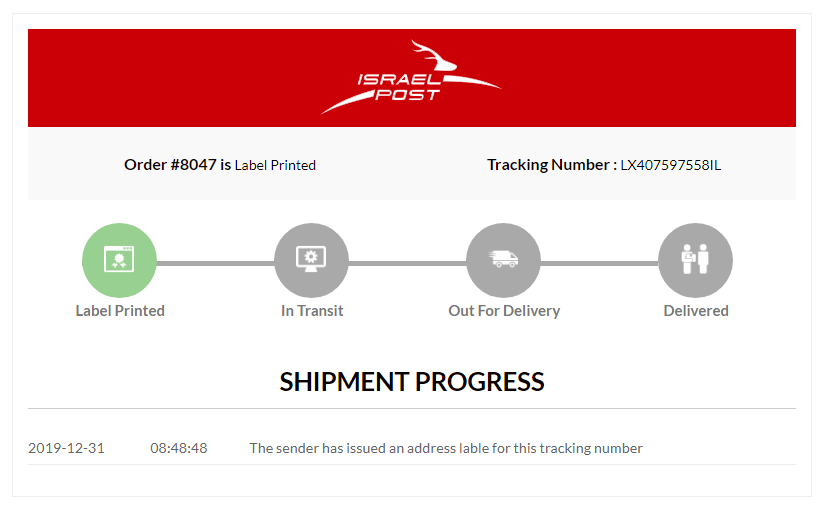 ISRAEL
POST
Order #8047 is Label Printed
Tracking Number : LX407597558IL
Label Printed
In Transit
Out For Delivery
Delivered
SHIPMENT PROGRESS
2019-12-31 08:48:48 The sender has issued an address lable for this tracking number